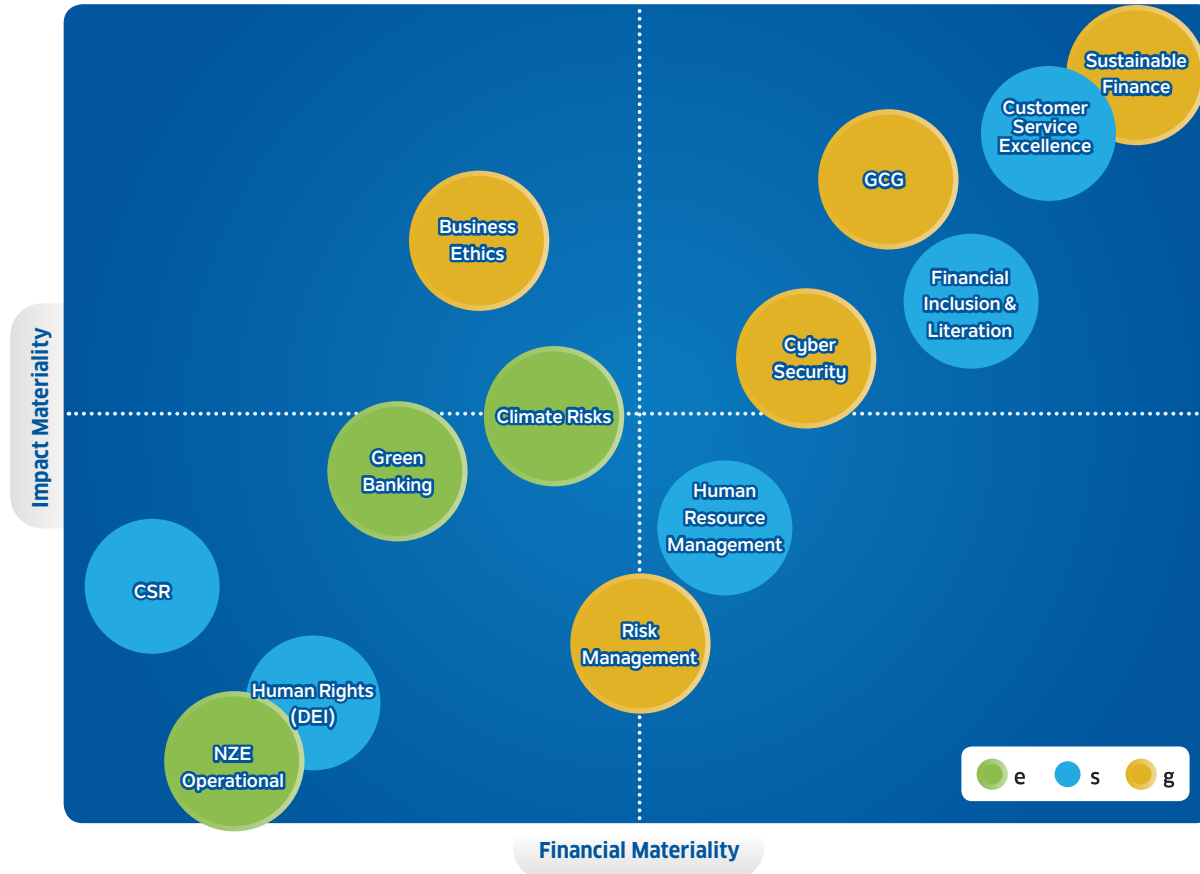 Sustainable
Finance
Customer
Service
Excellence
GCG
Business
Ethics
Financial
Inclusion &
Literation
Cyber
Security
Climate Risks
Green
Banking
Human
Resource
Management
CSR
Risk
Management
Human Rights
(DEI)
NZE
Operational
Impact Materiality
Financial Materiality
e
s
g